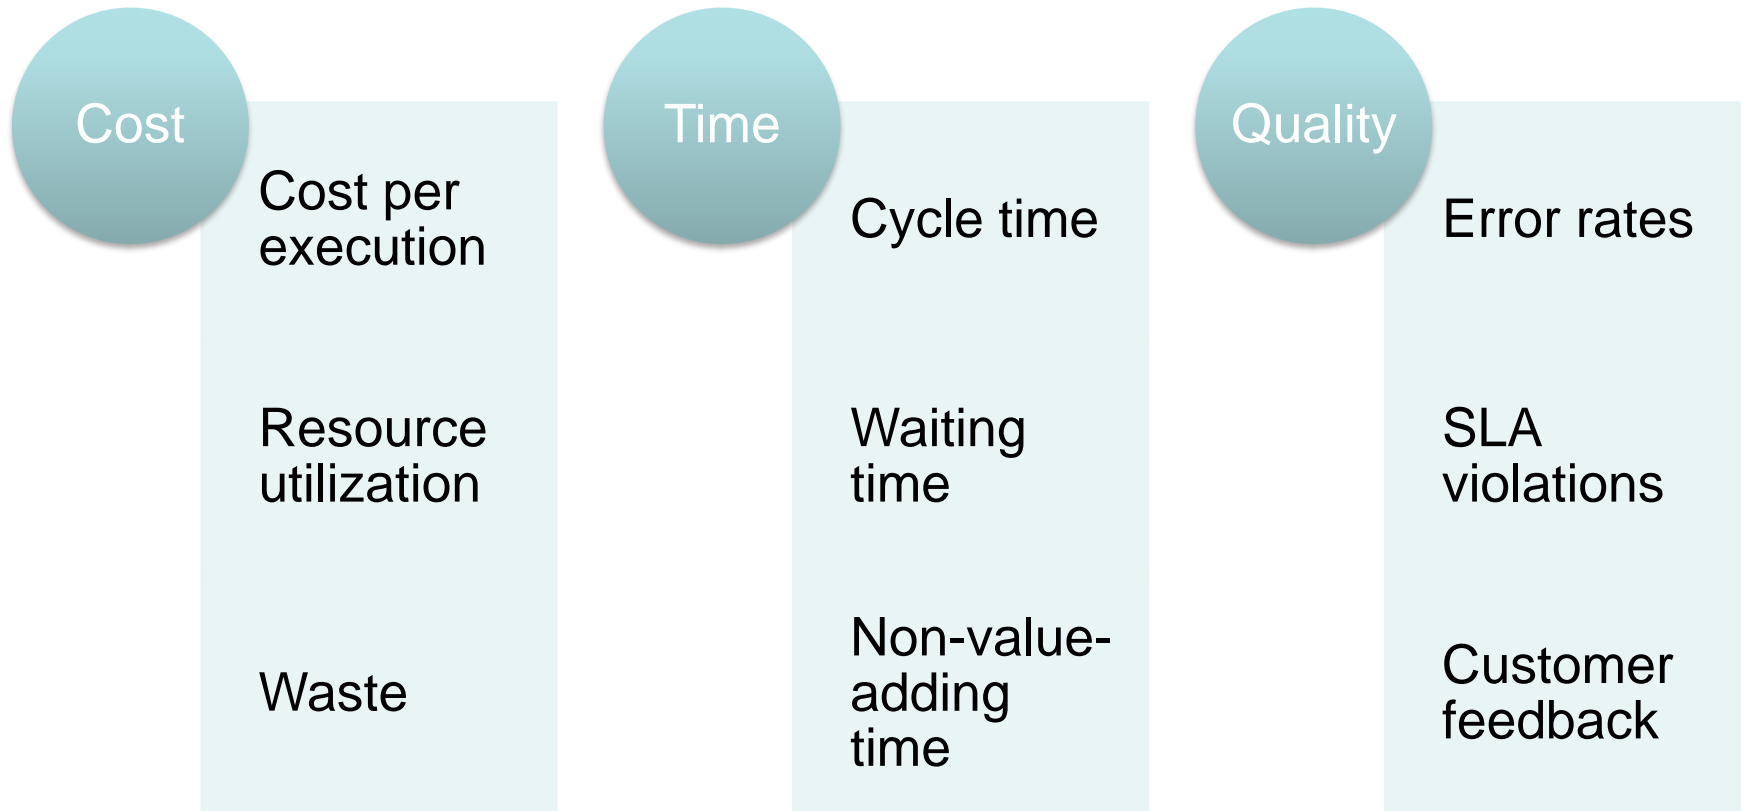 Cost
Cost per
execution
Resource
utilization
Waste
Time
Cycle time
Waiting
time
Non-value-
adding
time
Quality
Error rates
SLA
violations
Customer
feedback